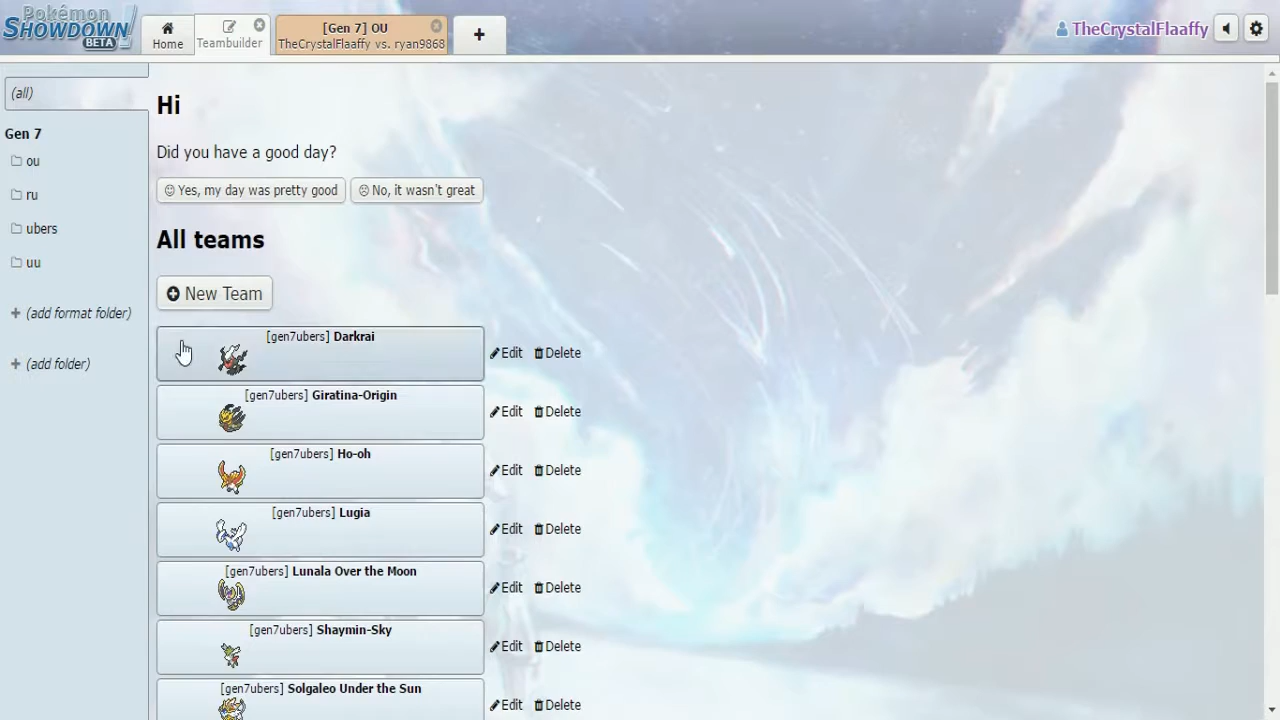 Pokémon
SHOWDOWN!
BETA
Home
Teambuilder
[Gen 7] OU
TheCrystalFlaaffy vs. ryan9868
+
TheCrystalFlaaffy
(all)
Gen 7
ou
ru
ubers
uu
+ (add format folder)
+ (add folder)
Hi
Did you have a good day?
Yes, my day was pretty good
No, it wasn't great
All teams
New Team
[gen7ubers] Darkrai
Edit Delete
[gen7ubers] Giratina-Origin
Edit Delete
[gen7ubers] Ho-oh
Edit Delete
[gen7ubers] Lugia
Edit Delete
[gen7ubers] Lunala Over the Moon
Edit Delete
[gen7ubers] Shaymin-Sky
Edit Delete
[gen7ubers] Solgaleo Under the Sun
Edit Delete